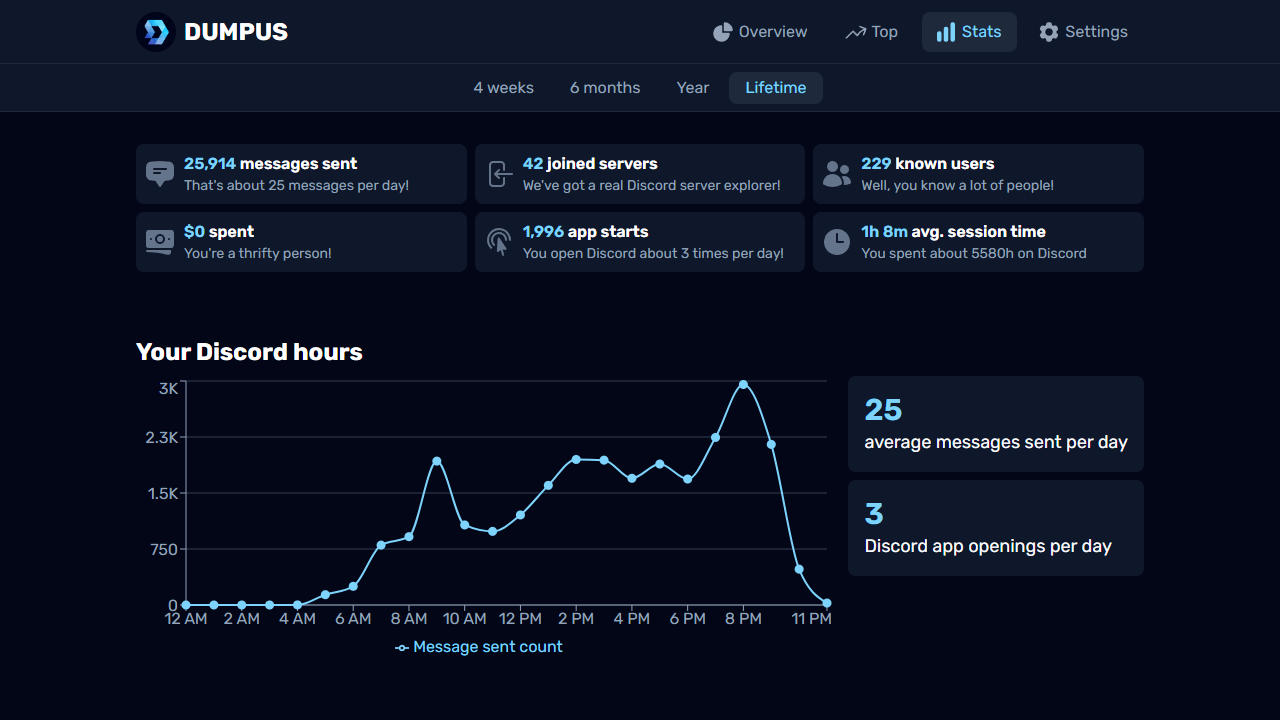 DUMPUS
Overview
Top
Stats
Settings
4 weeks
6 months
Year
Lifetime
25,914 messages sent
That's about 25 messages per day!
42 joined servers
We've got a real Discord server explorer!
229 known users
Well, you know a lot of people!
$0 spent
You're a thrifty person!
1,996 app starts
You open Discord about 3 times per day!
1h 8m avg. session time
You spent about 5580h on Discord
Your Discord hours
3K
2.3K
1.5K
750
0
12 AM 2 AM 4 AM 6 AM 8 AM 10 AM 12 PM 2 PM 4 PM 6 PM 8 PM 11 PM
Message sent count
25
average messages sent per day
3
Discord app openings per day